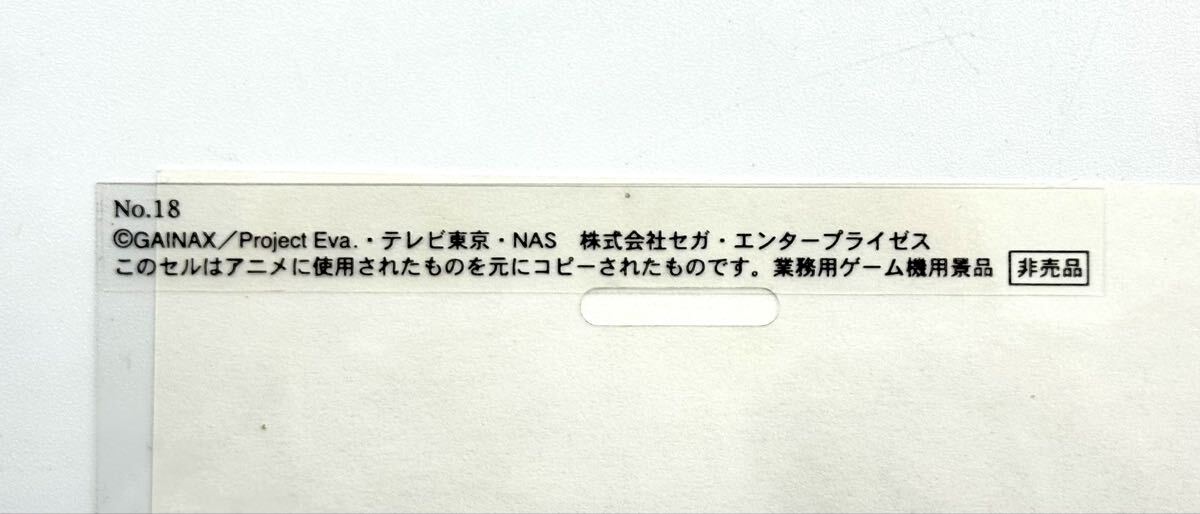 No.18
©GAINAX／Project Eva.・テレビ東京・NAS　株式会社セガ・エンタープライゼス
このセルはアニメに使用されたものを元にコピーされたものです。業務用ゲーム機用景品 非売品